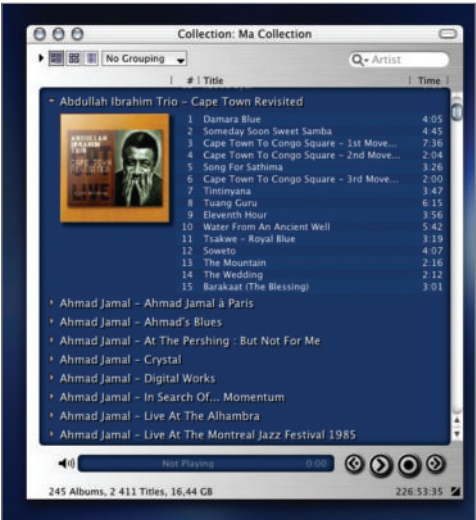 Collection: Ma Collection
No Grouping
Artist
# Title Time
Abdullah Ibrahim Trio – Cape Town Revisited
ABDULLAH
IBRAHIM
TRIO
CAPE TOWN
REVISITED
LIVE
1 Damara Blue 4:05
2 Someday Soon Sweet Samba 4:45
3 Cape Town To Congo Square – 1st Move... 7:36
4 Cape Town To Congo Square – 2nd Move... 2:04
5 Song For Sathima 3:26
6 Cape Town To Congo Square – 3rd Move... 2:00
7 Tintinyana 3:47
8 Tuang Guru 6:15
9 Eleventh Hour 3:56
10 Water From An Ancient Well 5:42
11 Tsakwe – Royal Blue 3:19
12 Soweto 4:07
13 The Mountain 2:16
14 The Wedding 2:12
15 Barakaat (The Blessing) 3:01
Ahmad Jamal – Ahmad Jamal à Paris
Ahmad Jamal – Ahmad's Blues
Ahmad Jamal – At The Pershing : But Not For Me
Ahmad Jamal – Crystal
Ahmad Jamal – Digital Works
Ahmad Jamal – In Search Of... Momentum
Ahmad Jamal – Live At The Alhambra
Ahmad Jamal – Live At The Montreal Jazz Festival 1985
Not Playing 0:00
245 Albums, 2 411 Titles, 16,44 GB 226:53:35